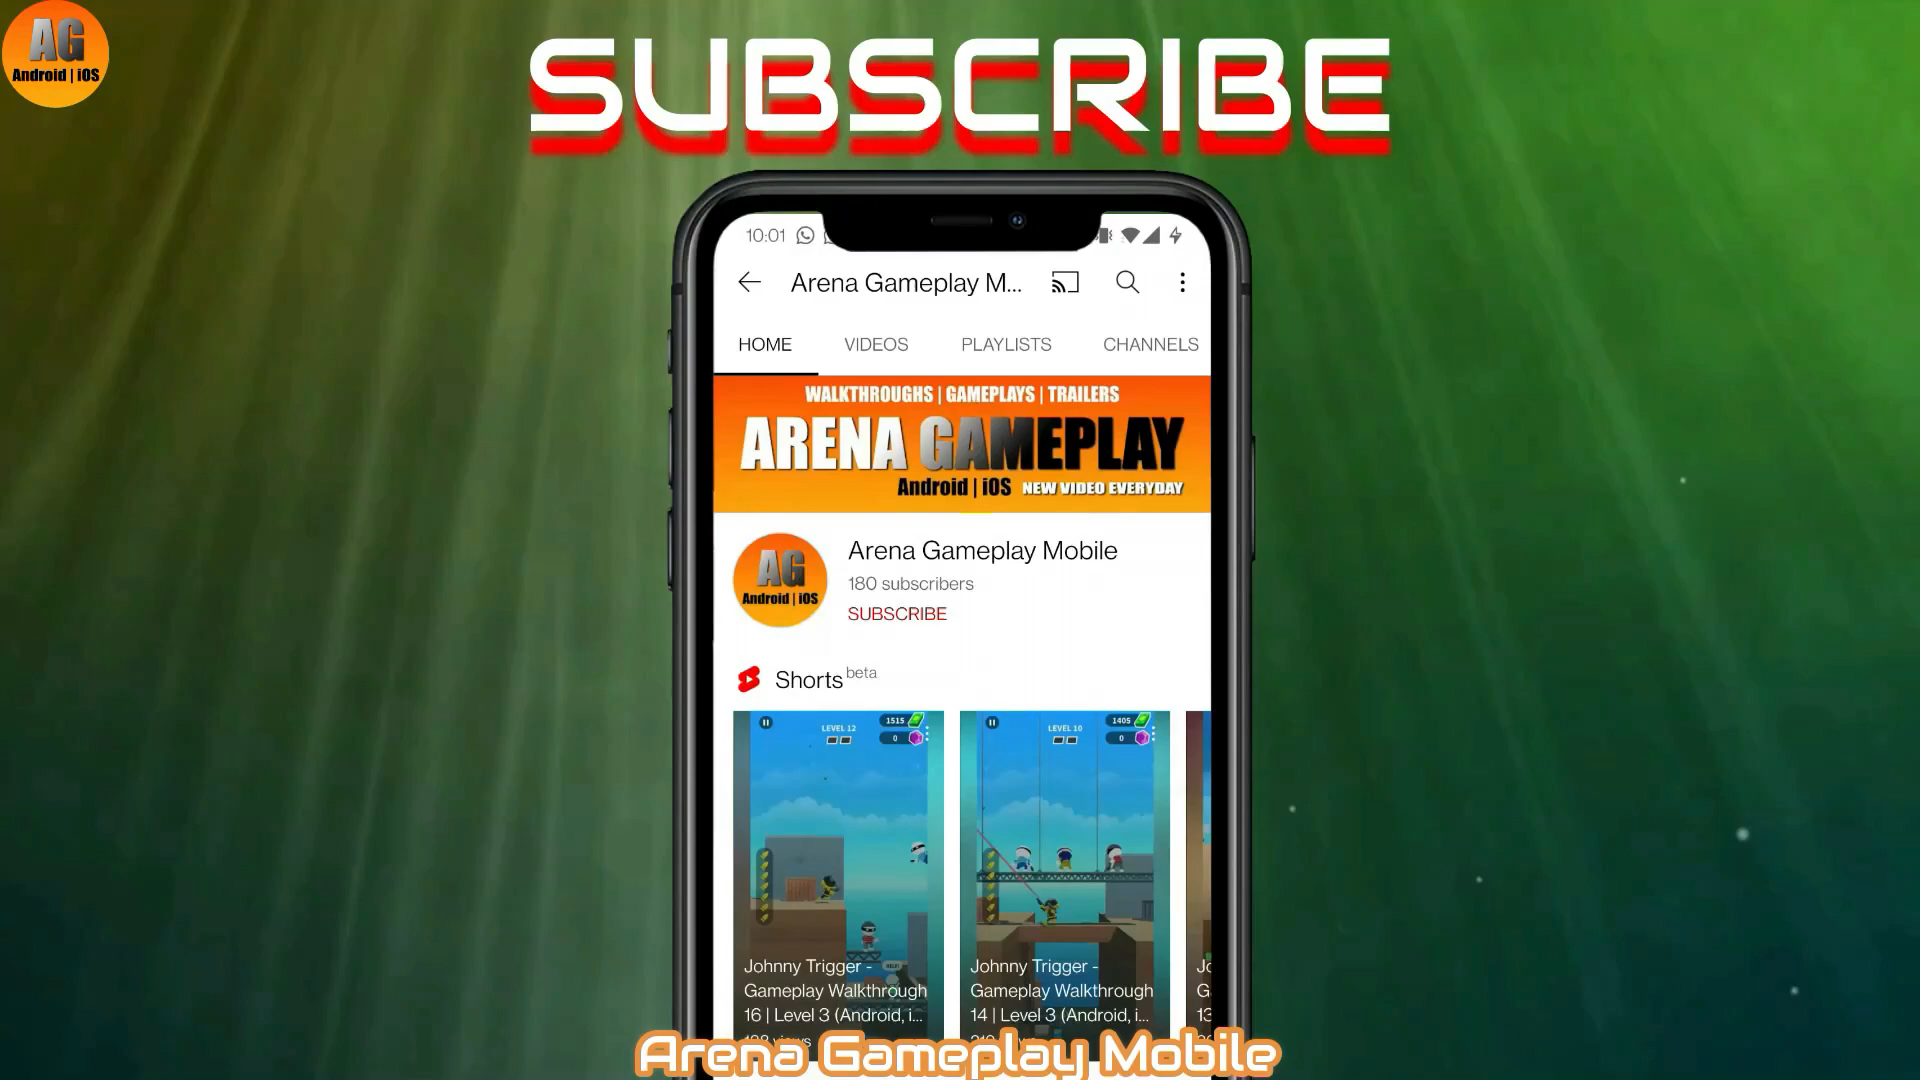 AG
Android | iOS
SUBSCRIBE
10:01
Arena Gameplay M...
HOME VIDEOS PLAYLISTS CHANNELS
WALKTHROUGHS | GAMEPLAYS | TRAILERS
ARENA GAMEPLAY
Android | iOS NEW VIDEO EVERYDAY
AG
Android | iOS
Arena Gameplay Mobile
180 subscribers
SUBSCRIBE
Shorts beta
LEVEL 12
1515
0
Johnny Trigger -
Gameplay Walkthrough
16 | Level 3 (Android, i...
LEVEL 10
1405
0
Johnny Trigger -
Gameplay Walkthrough
14 | Level 3 (Android, i...
Arena Gameplay Mobile